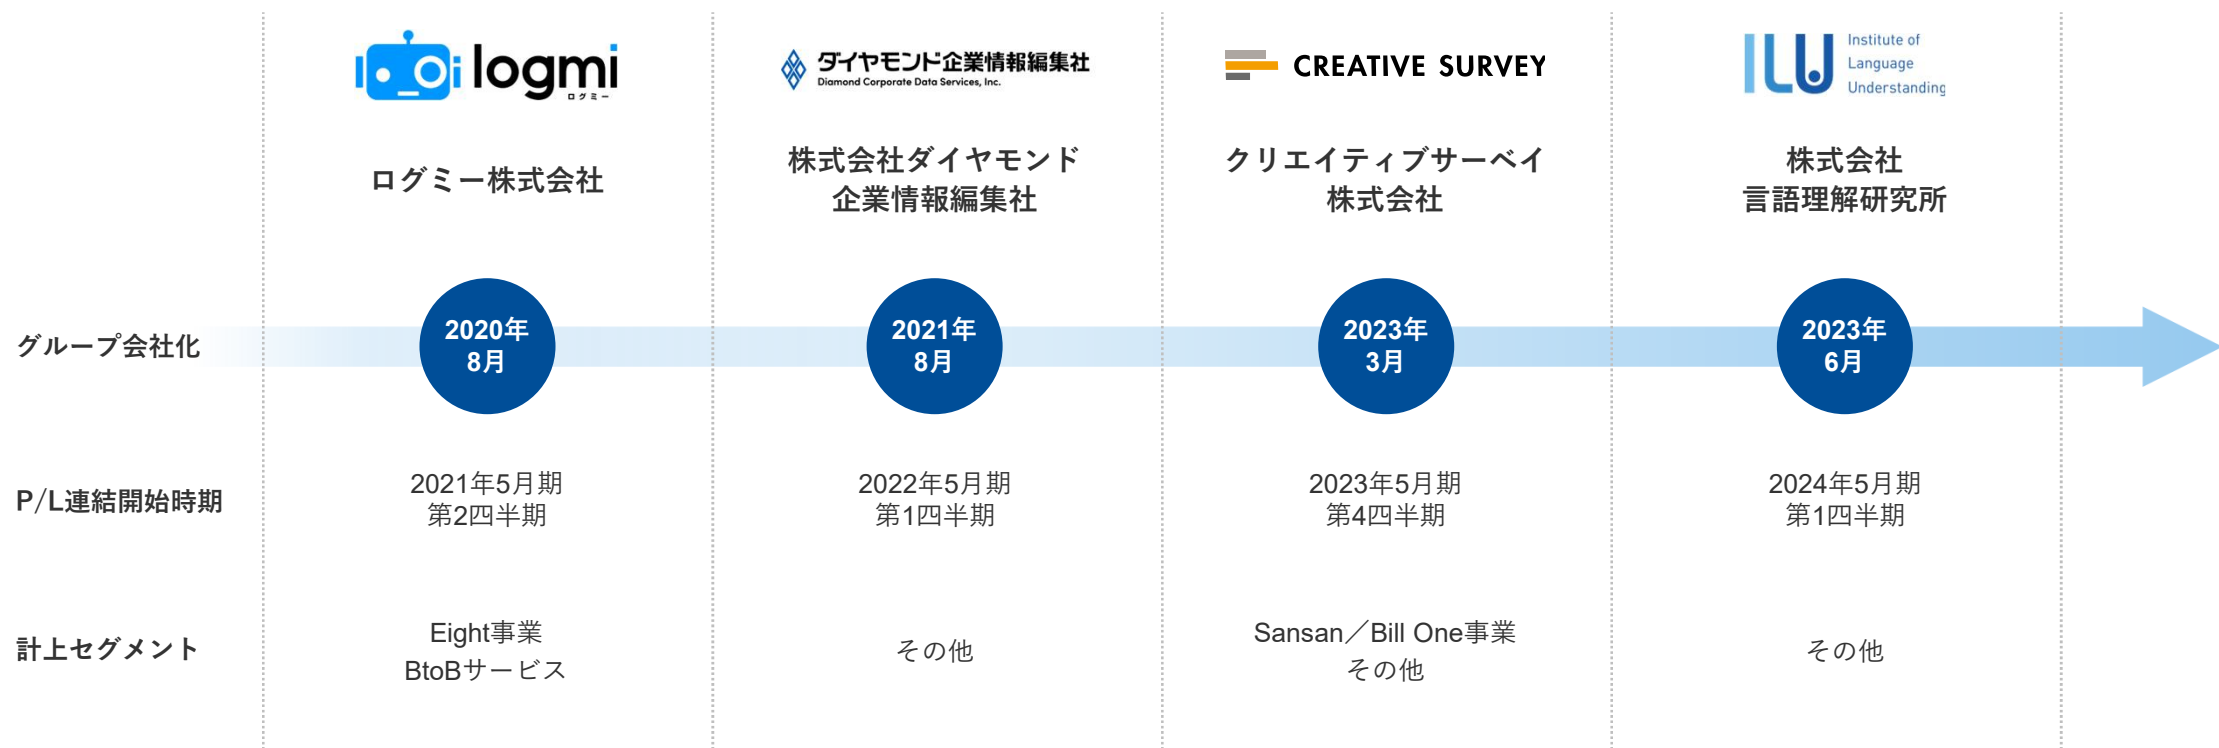 logmi
ログミー
ダイヤモンド企業情報編集社
Diamond Corporate Data Services, Inc.
CREATIVE SURVEY
ILU
Institute of
Language
Understanding
ログミー株式会社
株式会社ダイヤモンド
企業情報編集社
クリエイティブサーベイ
株式会社
株式会社
言語理解研究所
グループ会社化
2020年
8月
2021年
8月
2023年
3月
2023年
6月
P/L連結開始時期
2021年5月期
第2四半期
2022年5月期
第1四半期
2023年5月期
第4四半期
2024年5月期
第1四半期
計上セグメント
Eight事業
BtoBサービス
その他
Sansan／Bill One事業
その他
その他